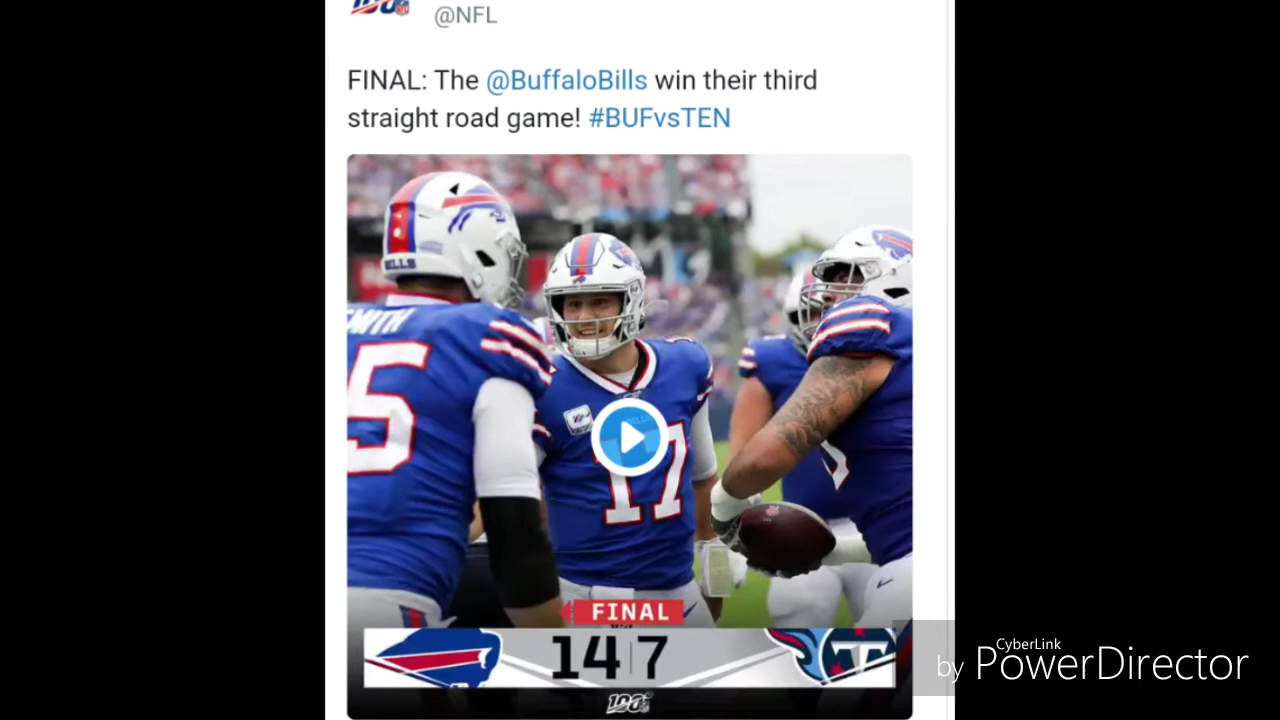 @NFL
FINAL: The @BuffaloBills win their third
straight road game! #BUFvsTEN
BILLS
SMITH
5
17
FINAL
14 7
100
CyberLink
by PowerDirector